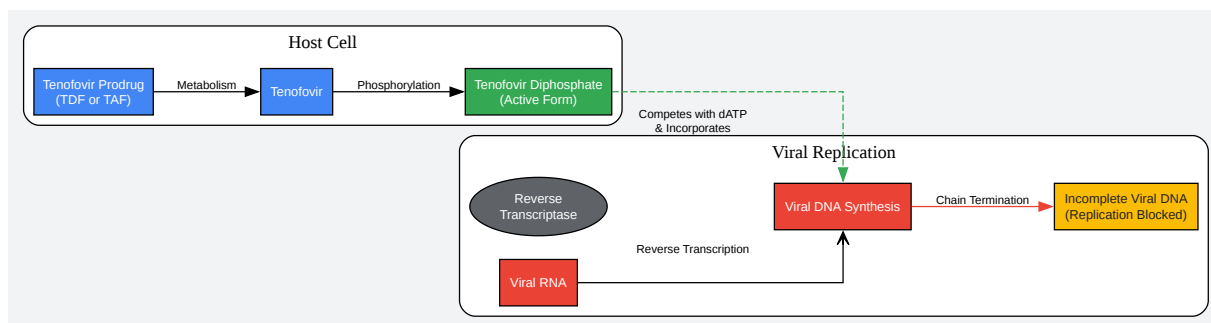 Host Cell
Tenofovir Prodrug
(TDF or TAF)
Metabolism
Tenofovir
Phosphorylation
Tenofovir Diphosphate
(Active Form)
Competes with dATP
& Incorporates
Viral Replication
Reverse
Transcriptase
Viral DNA Synthesis
Chain Termination
Incomplete Viral DNA
(Replication Blocked)
Reverse Transcription
Viral RNA